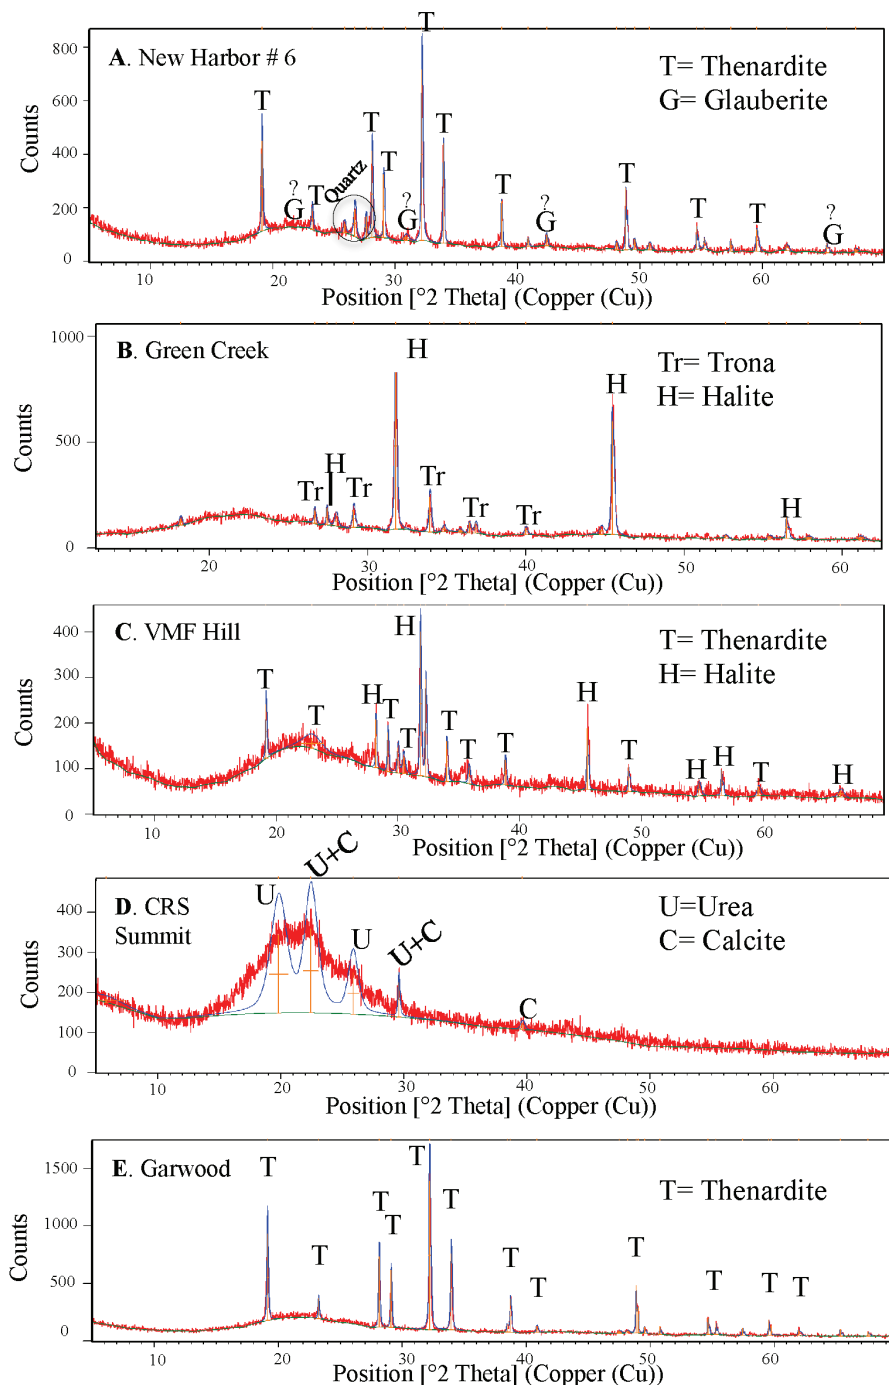 A. New Harbor # 6
T= Thenardite
G= Glauberite
T
T
T
T
T
T
T
T
T
Quartz
?
G
?
G
?
G
?
G
Counts
800
600
400
200
0
10
20
30
40
50
60
Position [°2 Theta] (Copper (Cu))
B. Green Creek
Tr= Trona
H= Halite
H
H
H
Tr
Tr
Tr
Tr
Tr
H
Counts
1000
500
0
20
30
40
50
60
Position [°2 Theta] (Copper (Cu))
C. VMF Hill
T= Thenardite
H= Halite
H
T
T
H
T
T
T
T
T
H
T
H
H
T
H
Counts
400
300
200
100
0
10
20
30
40
50
60
Position [°2 Theta] (Copper (Cu))
D. CRS
Summit
U=Urea
C= Calcite
U
U+C
U
U+C
C
Counts
400
300
200
100
0
10
20
30
40
50
60
Position [°2 Theta] (Copper (Cu))
E. Garwood
T= Thenardite
T
T
T
T
T
T
T
T
T
T
T
T
Counts
1500
1000
500
0
10
20
30
40
50
60
Position [°2 Theta] (Copper (Cu))